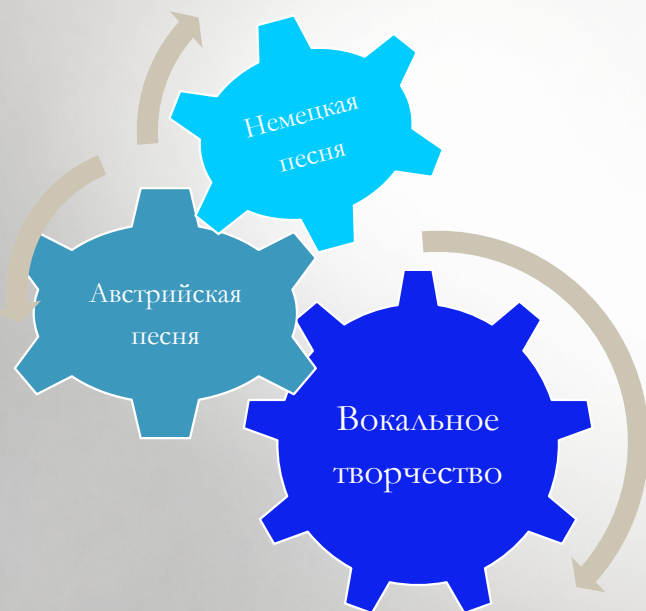 Немецкая
песня
Австрийская
песня
Вокальное
творчество